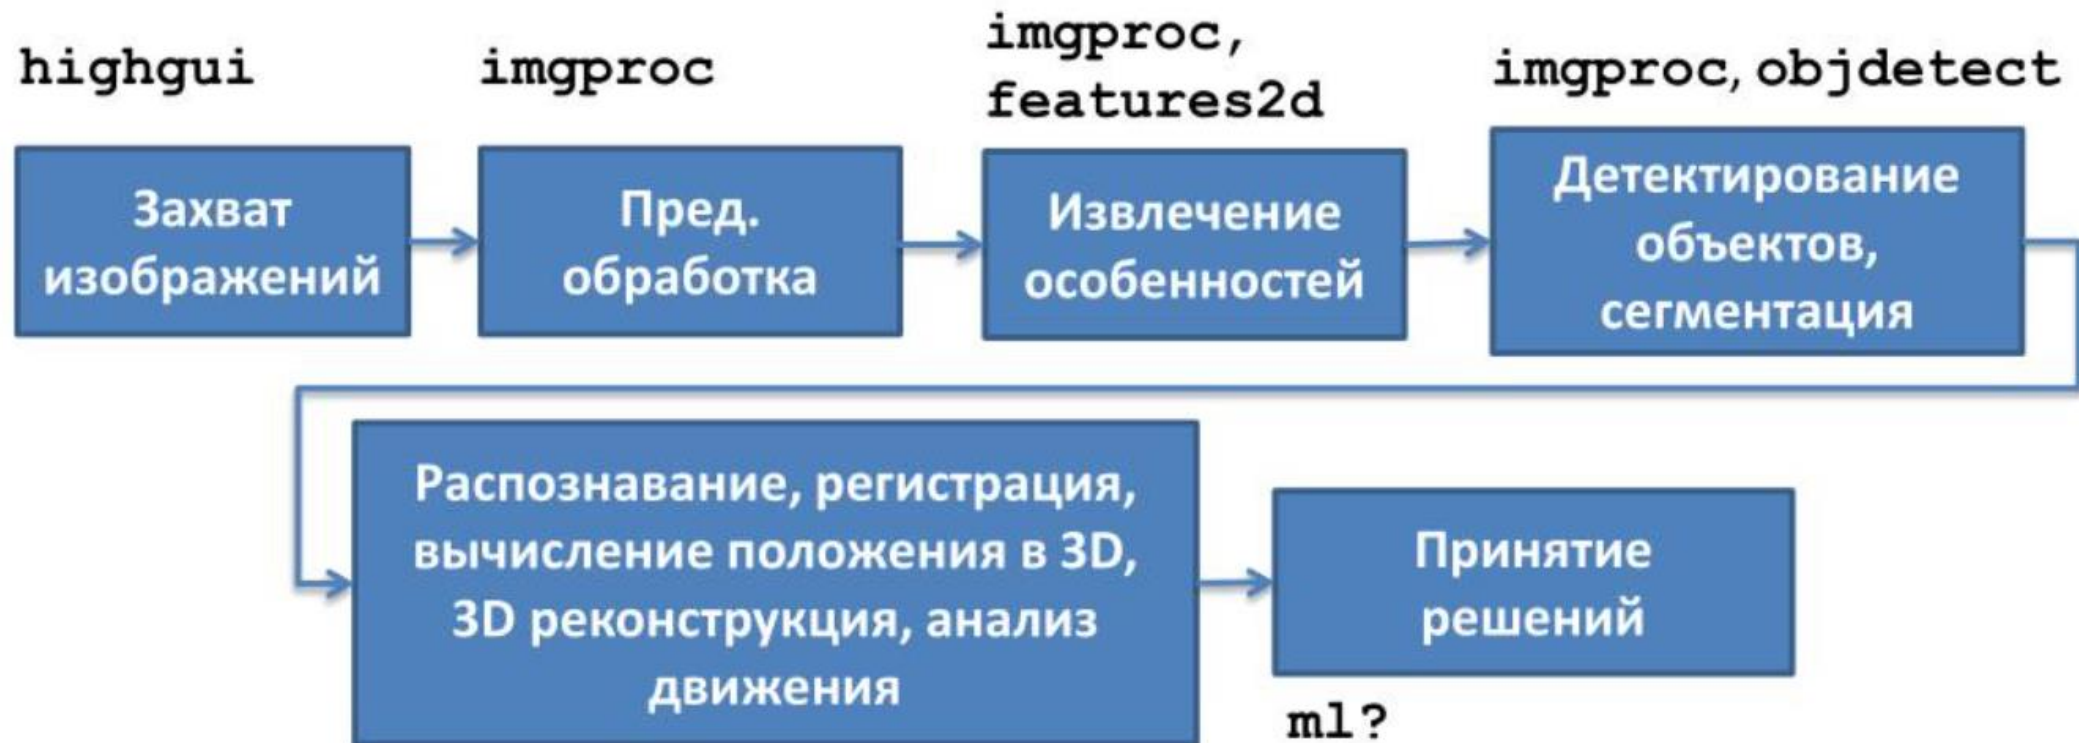 highgui
imgproc
imgproc,
features2d
imgproc, objdetect
Захват
изображений
Пред.
обработка
Извлечение
особенностей
Детектирование
объектов,
сегментация
Распознавание, регистрация,
вычисление положения в 3D,
3D реконструкция, анализ
движения
Принятие
решений
ml?